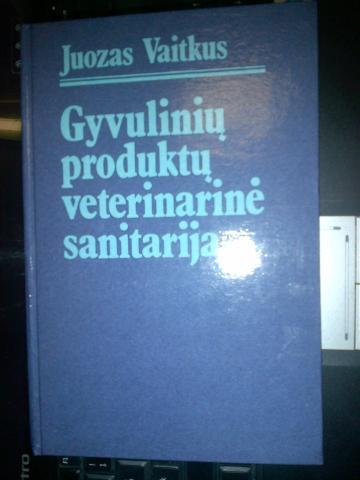 Juozas Vaitkus
Gyvulinių
produktų
veterinarinė
sanitarija